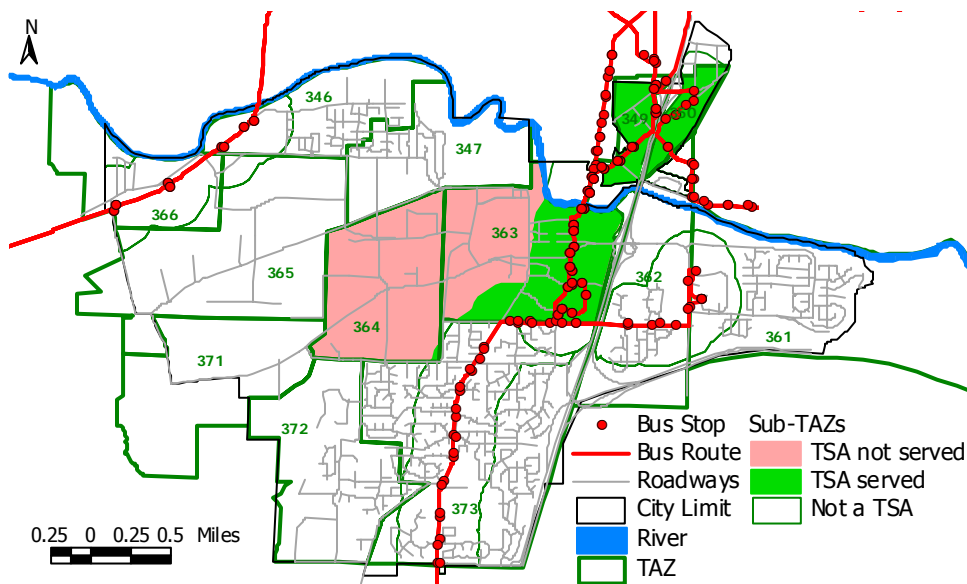 N
346
349
350
347
366
363
365
362
364
361
371
372
373
Bus Stop
Sub-TAZs
Bus Route
TSA not served
Roadways
TSA served
City Limit
Not a TSA
River
TAZ
0.25 0 0.25 0.5 Miles